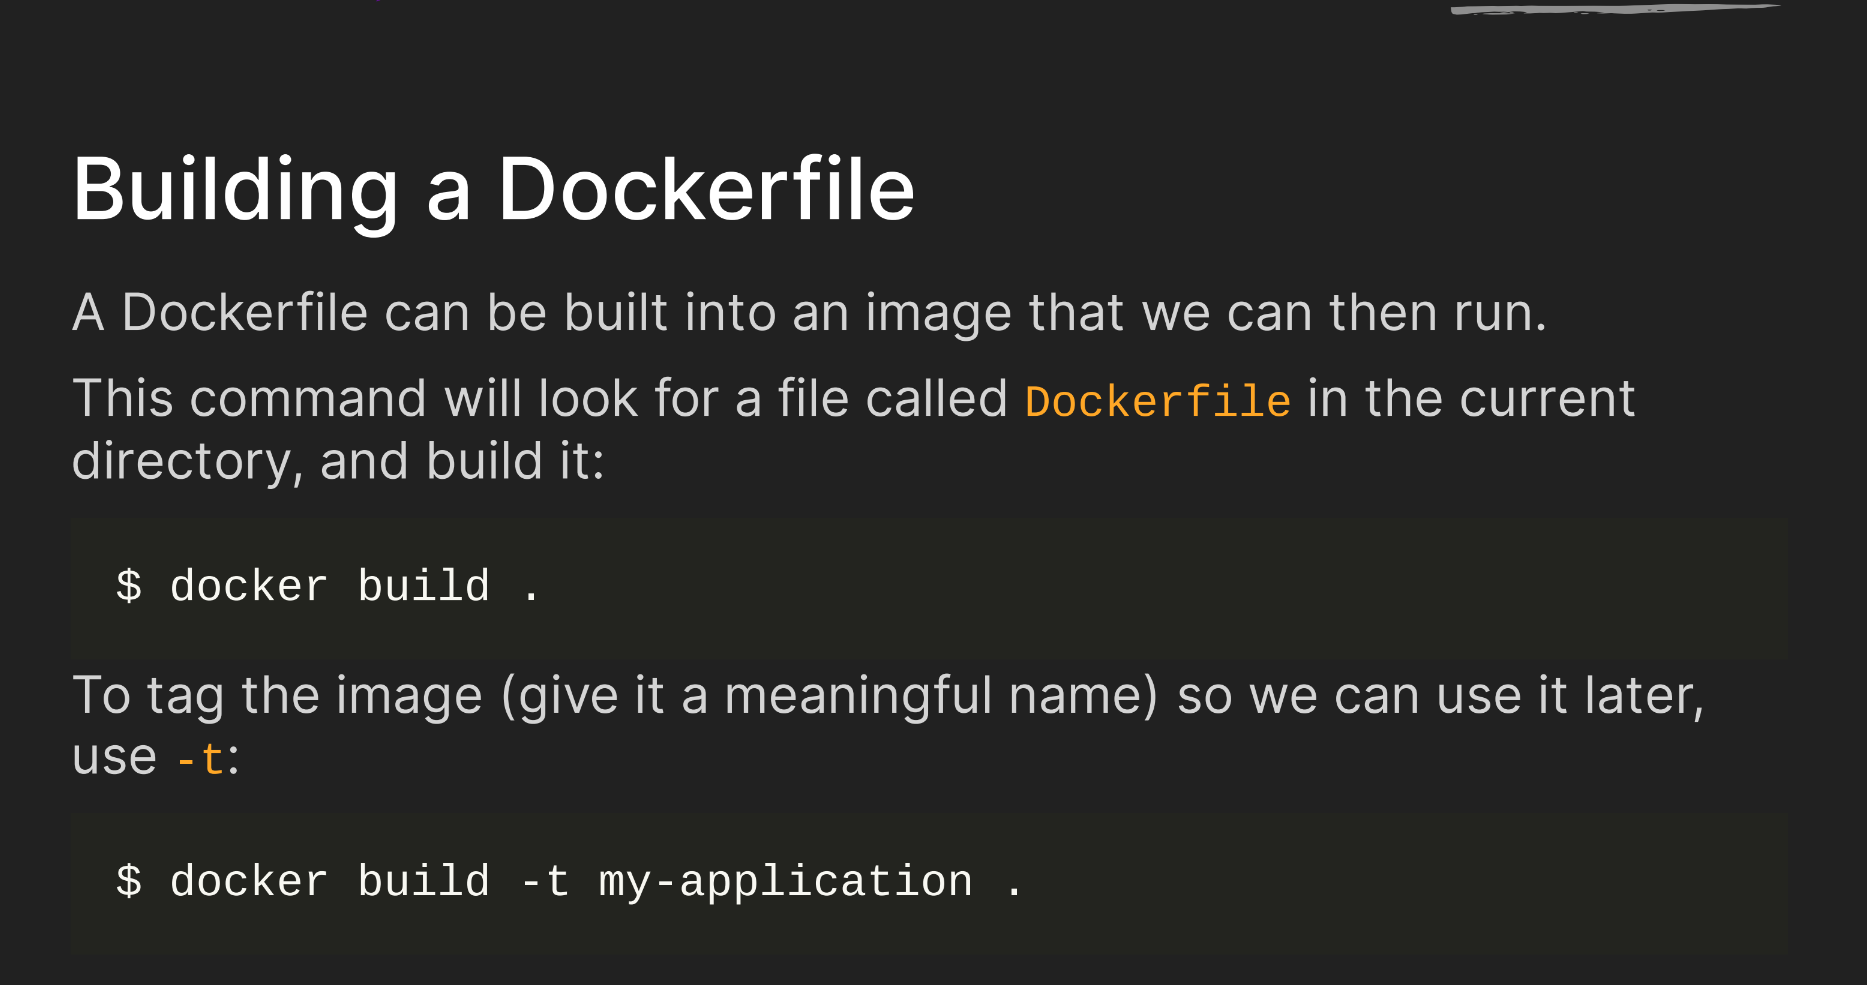 Building a Dockerfile
A Dockerfile can be built into an image that we can then run.
This command will look for a file called Dockerfile in the current
directory, and build it:
$ docker build .
To tag the image (give it a meaningful name) so we can use it later,
use -t:
$ docker build -t my-application .